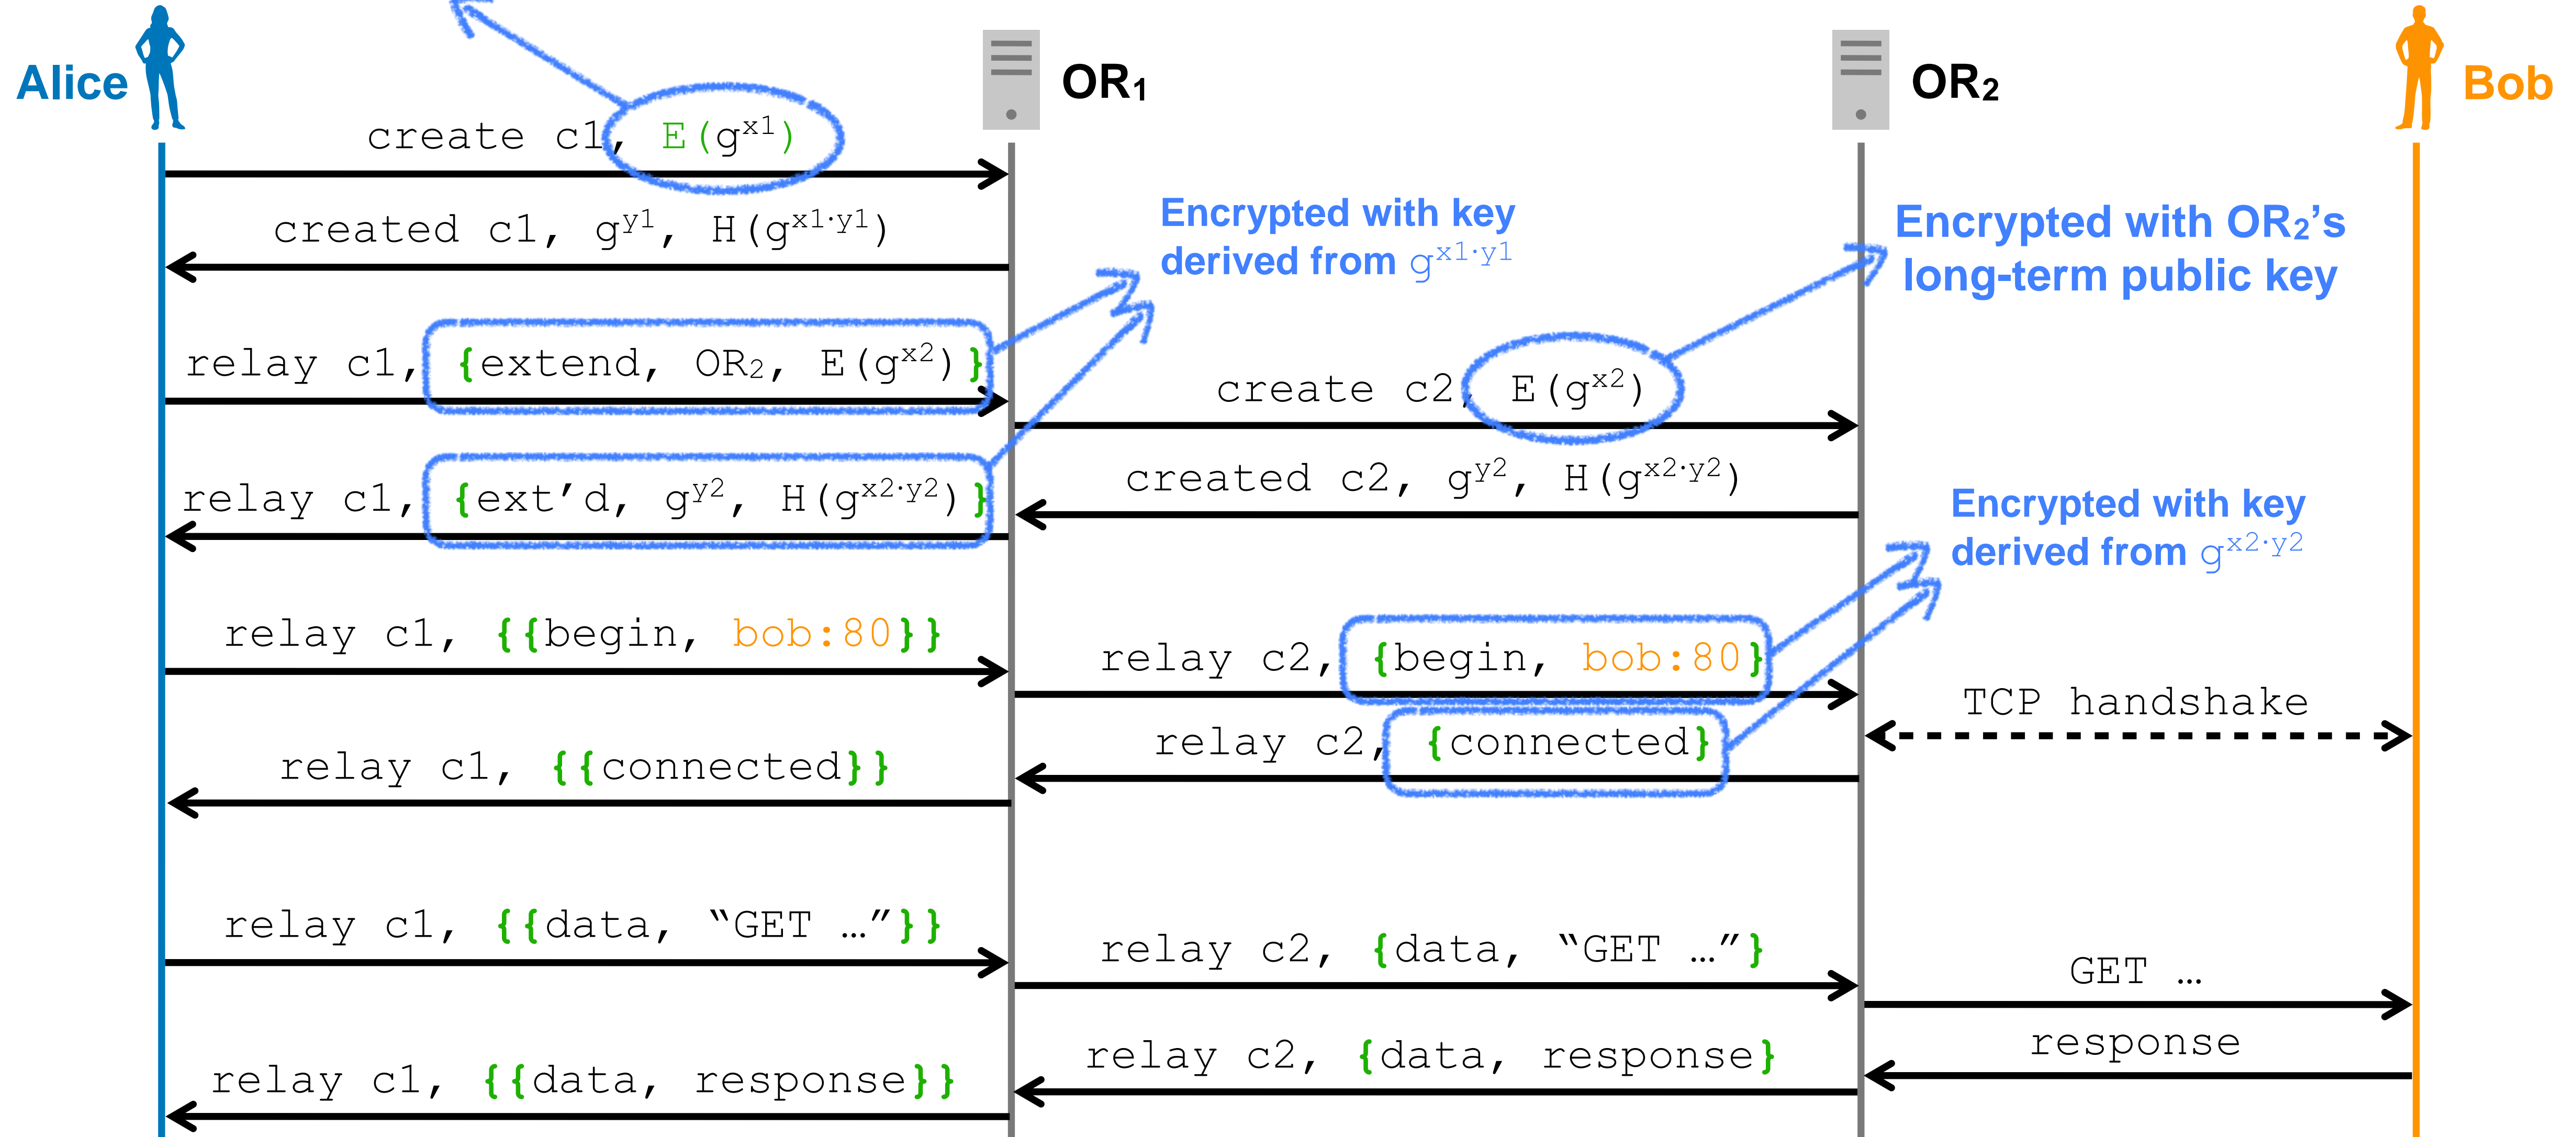 Alice
OR₁
OR₂
Bob
create c1, E(gˣ¹)
created c1, gʸ¹, H(gˣ¹·ʸ¹)
Encrypted with key
derived from gˣ¹·ʸ¹
Encrypted with OR₂’s
long-term public key
relay c1, {extend, OR₂, E(gˣ²)}
create c2, E(gˣ²)
relay c1, {ext’d, gʸ², H(gˣ²·ʸ²)}
created c2, gʸ², H(gˣ²·ʸ²)
Encrypted with key
derived from gˣ²·ʸ²
relay c1, {{begin, bob:80}}
relay c2, {begin, bob:80}
TCP handshake
relay c2, {connected}
relay c1, {{connected}}
relay c1, {{data, “GET …”}}
relay c2, {data, “GET …”}
GET …
response
relay c2, {data, response}
relay c1, {{data, response}}